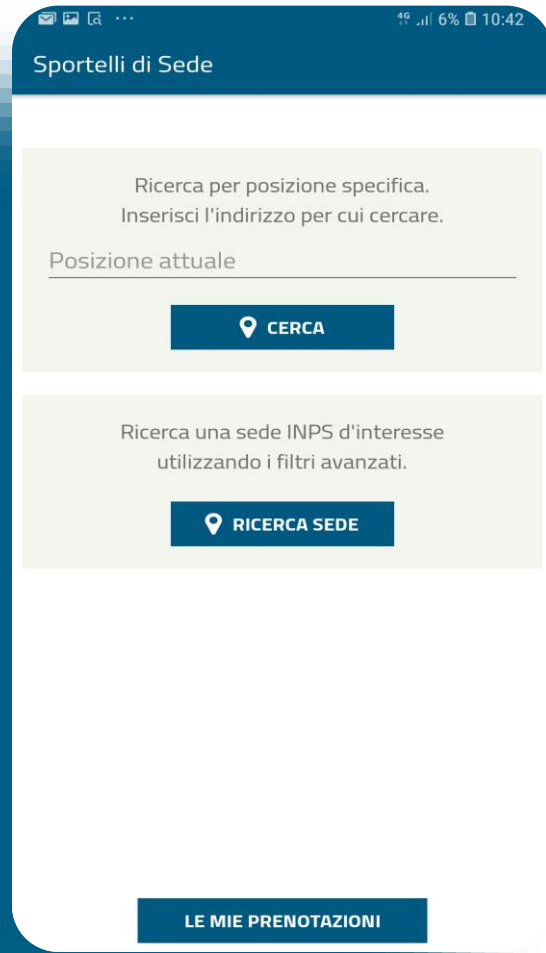 4G 6% 10:42
Sportelli di Sede
Ricerca per posizione specifica.
Inserisci l'indirizzo per cui cercare.
Posizione attuale
CERCA
Ricerca una sede INPS d'interesse
utilizzando i filtri avanzati.
RICERCA SEDE
LE MIE PRENOTAZIONI